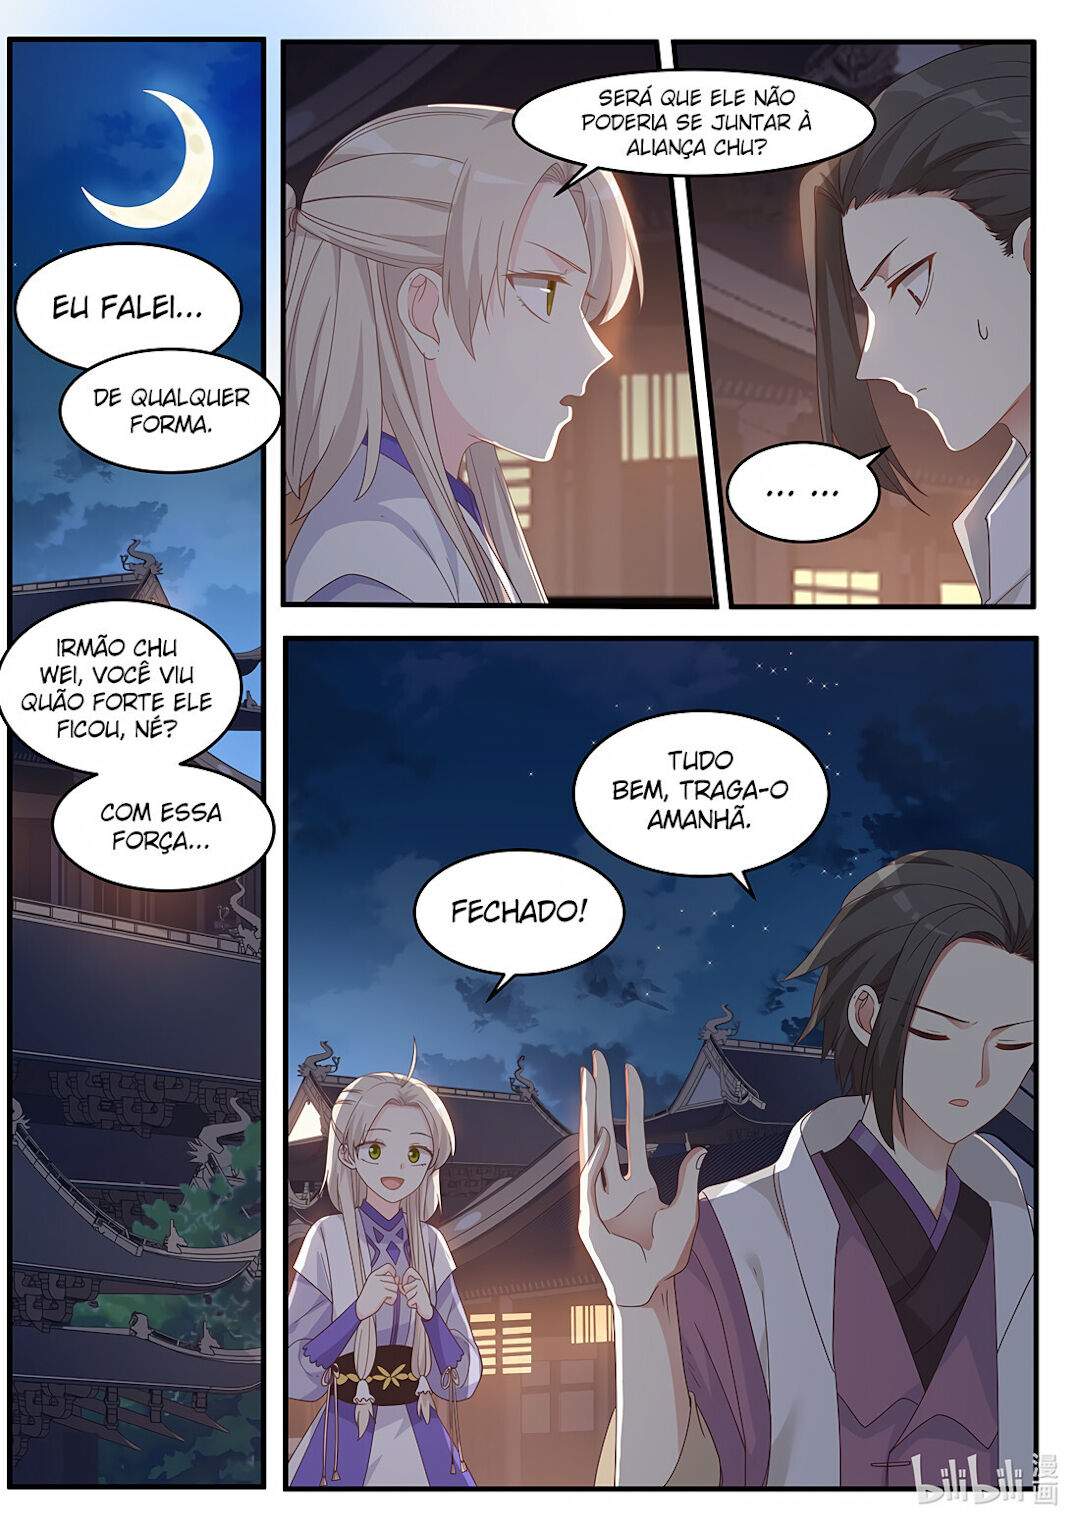 EU FALEI...
DE QUALQUER
FORMA.
IRMÃO CHU
WEI, VOCÊ VIU
QUÃO FORTE ELE
FICOU, NÉ?
COM ESSA
FORÇA...
SERÁ QUE ELE NÃO
PODERIA SE JUNTAR À
ALIANÇA CHU?
... ...
TUDO
BEM, TRAGA-O
AMANHÃ.
FECHADO!
bilibili 漫画